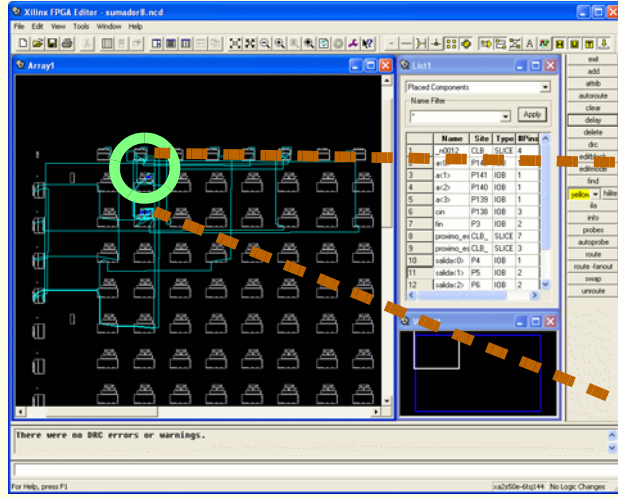 Xilinx FPGA Editor - sumador8.ncd
File Edit View Tools Window Help
Array1
List1
Placed Components
Name Filter
*
Apply
Name Site Type #Pins
1 _n0012 CLB SLICE 4
2 a<0> IOB 1
3 a<1> P141 IOB 1
4 a<2> P140 IOB 1
5 a<3> P139 IOB 1
6 cin P138 IOB 3
7 fin P3 IOB 2
8 proximo_es CLB_ SLICE 7
9 proximo_es CLB_ SLICE 3
10 salida<0> P4 IOB 1
11 salida<1> P5 IOB 2
12 salida<2> P6 IOB 2
exit
add
attrib
autoroute
clear
delay
delete
drc
editblock
editmode
find
yellow hilite
ila
info
probes
autoprobe
route
route-fanout
swap
unroute
There were no DRC errors or warnings.
For Help, press F1
xa2s50e-6tq144 No Logic Changes